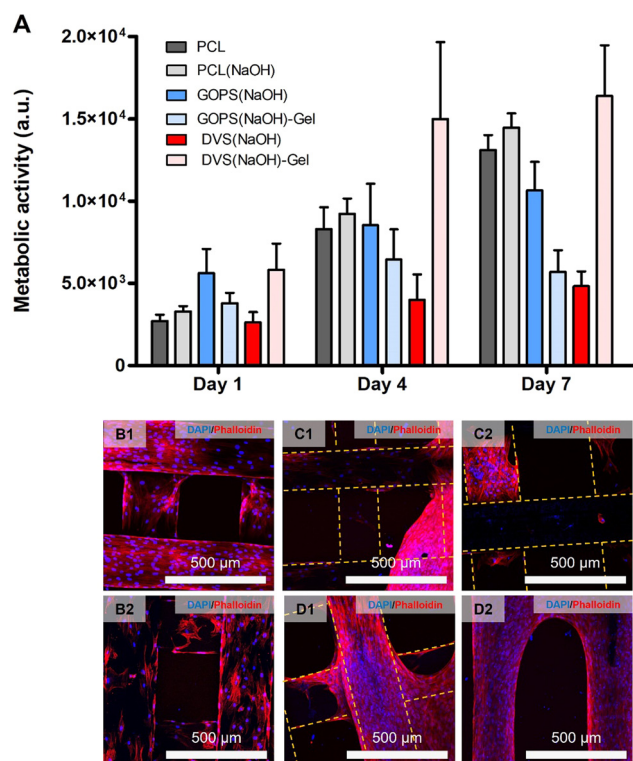 A
Metabolic activity (a.u.)
2.0×10⁴
1.5×10⁴
1.0×10⁴
5.0×10³
0
PCL
PCL(NaOH)
GOPS(NaOH)
GOPS(NaOH)-Gel
DVS(NaOH)
DVS(NaOH)-Gel
Day 1 Day 4 Day 7
B1 DAPI/Phalloidin
500 µm
C1 DAPI/Phalloidin
500 µm
C2 DAPI/Phalloidin
500 µm
B2 DAPI/Phalloidin
500 µm
D1 DAPI/Phalloidin
500 µm
D2 DAPI/Phalloidin
500 µm